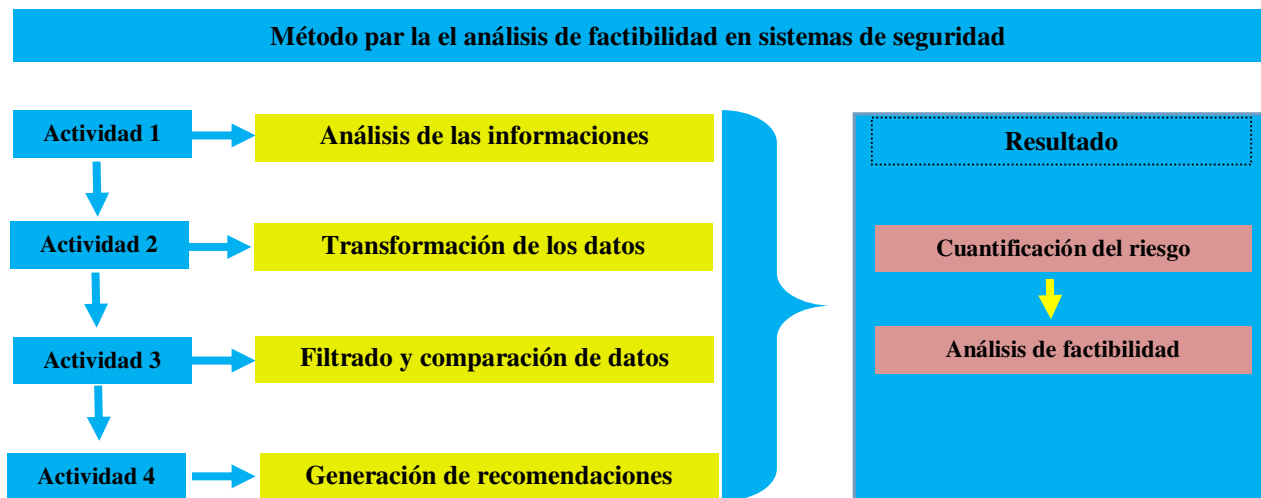 Método par la el análisis de factibilidad en sistemas de seguridad
Actividad 1
Análisis de las informaciones
Actividad 2
Transformación de los datos
Actividad 3
Filtrado y comparación de datos
Actividad 4
Generación de recomendaciones
Resultado
Cuantificación del riesgo
Análisis de factibilidad